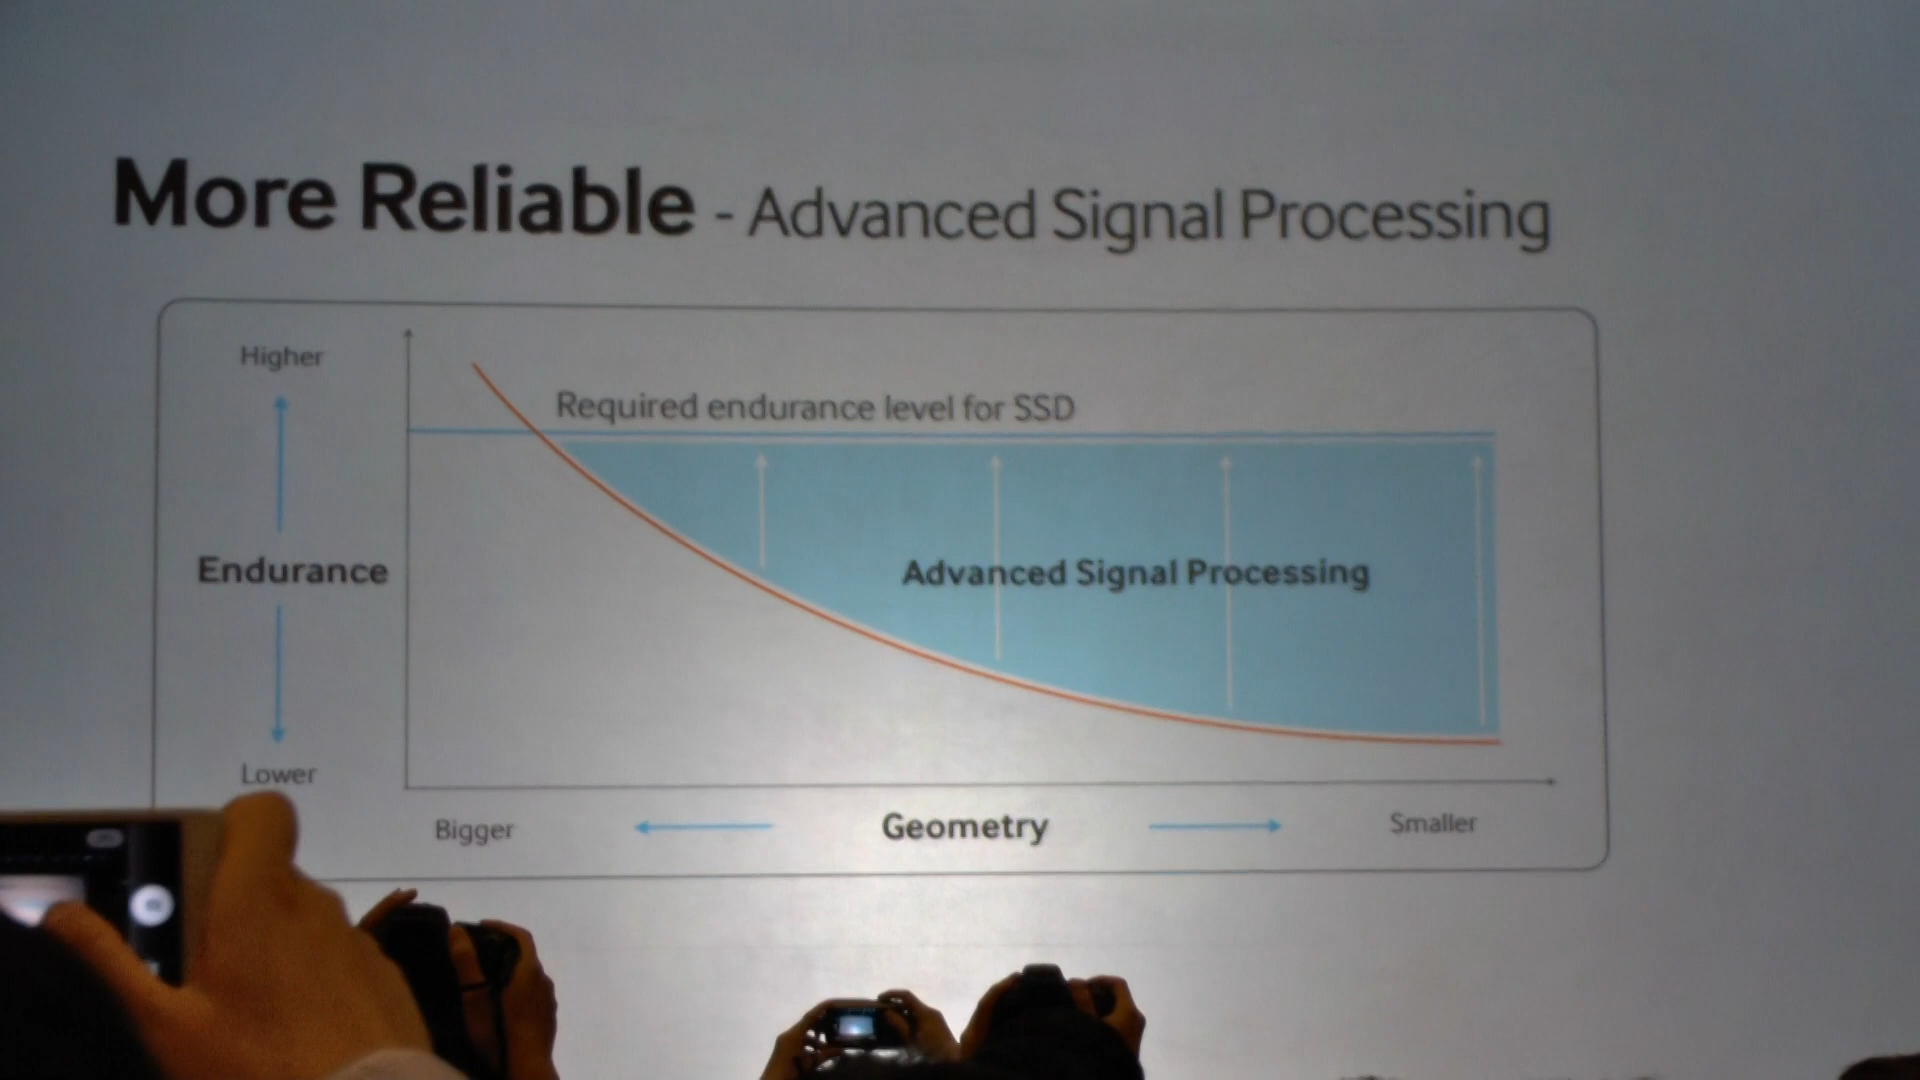 More Reliable - Advanced Signal Processing
Higher
Required endurance level for SSD
Endurance
Advanced Signal Processing
Lower
Bigger
Geometry
Smaller